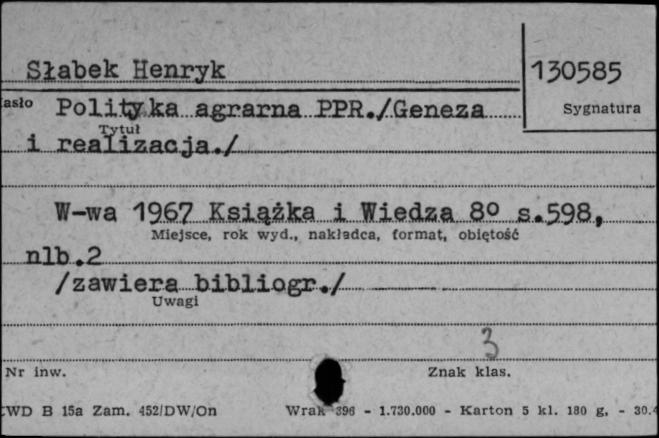 Słabek Henryk
130585
asło Polityka agrarna PPR./Geneza
Sygnatura
Tytuł
i realizacja./
W-wa 1967 Książka i Wiedza 8º s.598,
Miejsce, rok wyd., nakładca, format, objętość
nlb.2
/zawiera bibliogr./
Uwagi
3
Nr inw.
Znak klas.
WD B 15a Zam. 452/DW/On Wrak 396 - 1.730.000 - Karton 5 kl. 180 g. - 30.4